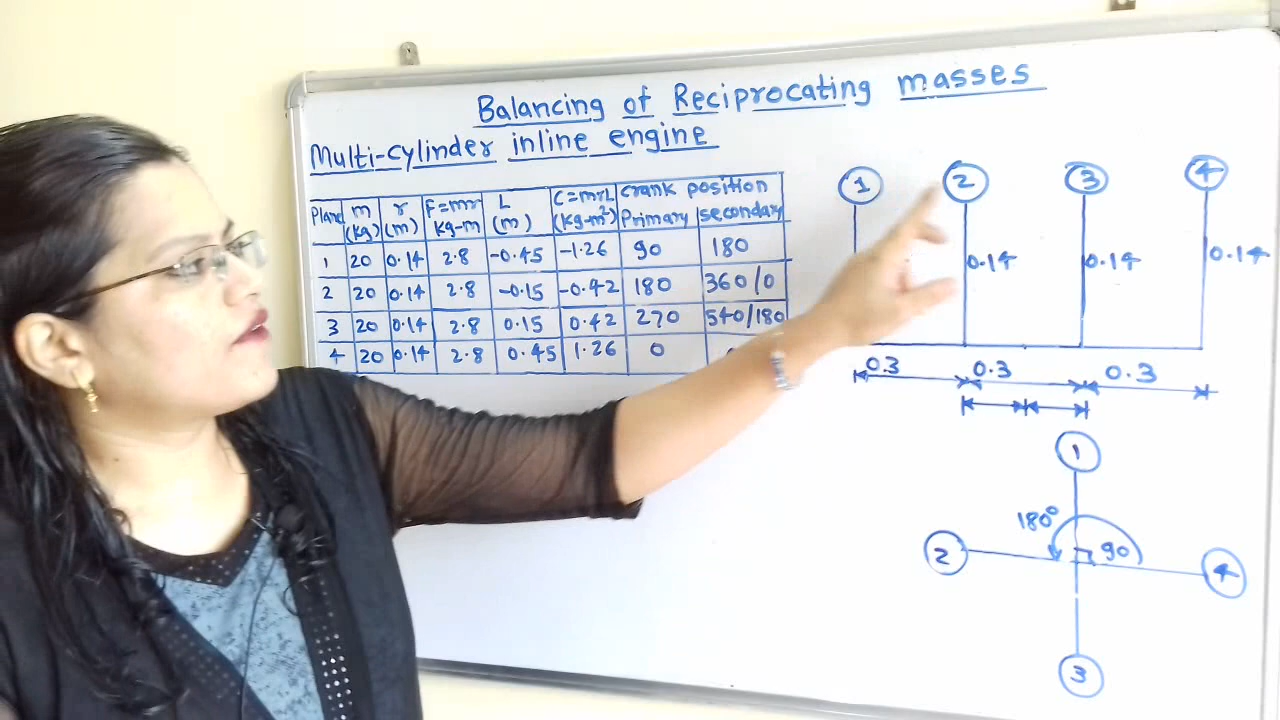 Balancing of Reciprocating masses
Multi-cylinder inline engine
Plane m (kg) r (m) F=mr kg-m L (m) C=mrL (kg-m²) crank position Primary secondary
1 20 0.14 2.8 -0.45 -1.26 90 180
2 20 0.14 2.8 -0.15 -0.42 180 360/0
3 20 0.14 2.8 0.15 0.42 270 540/180
4 20 0.14 2.8 0.45 1.26 0
1 2 3 4
0.14 0.14 0.14
0.3 0.3 0.3
1
180°
2 90 4
3